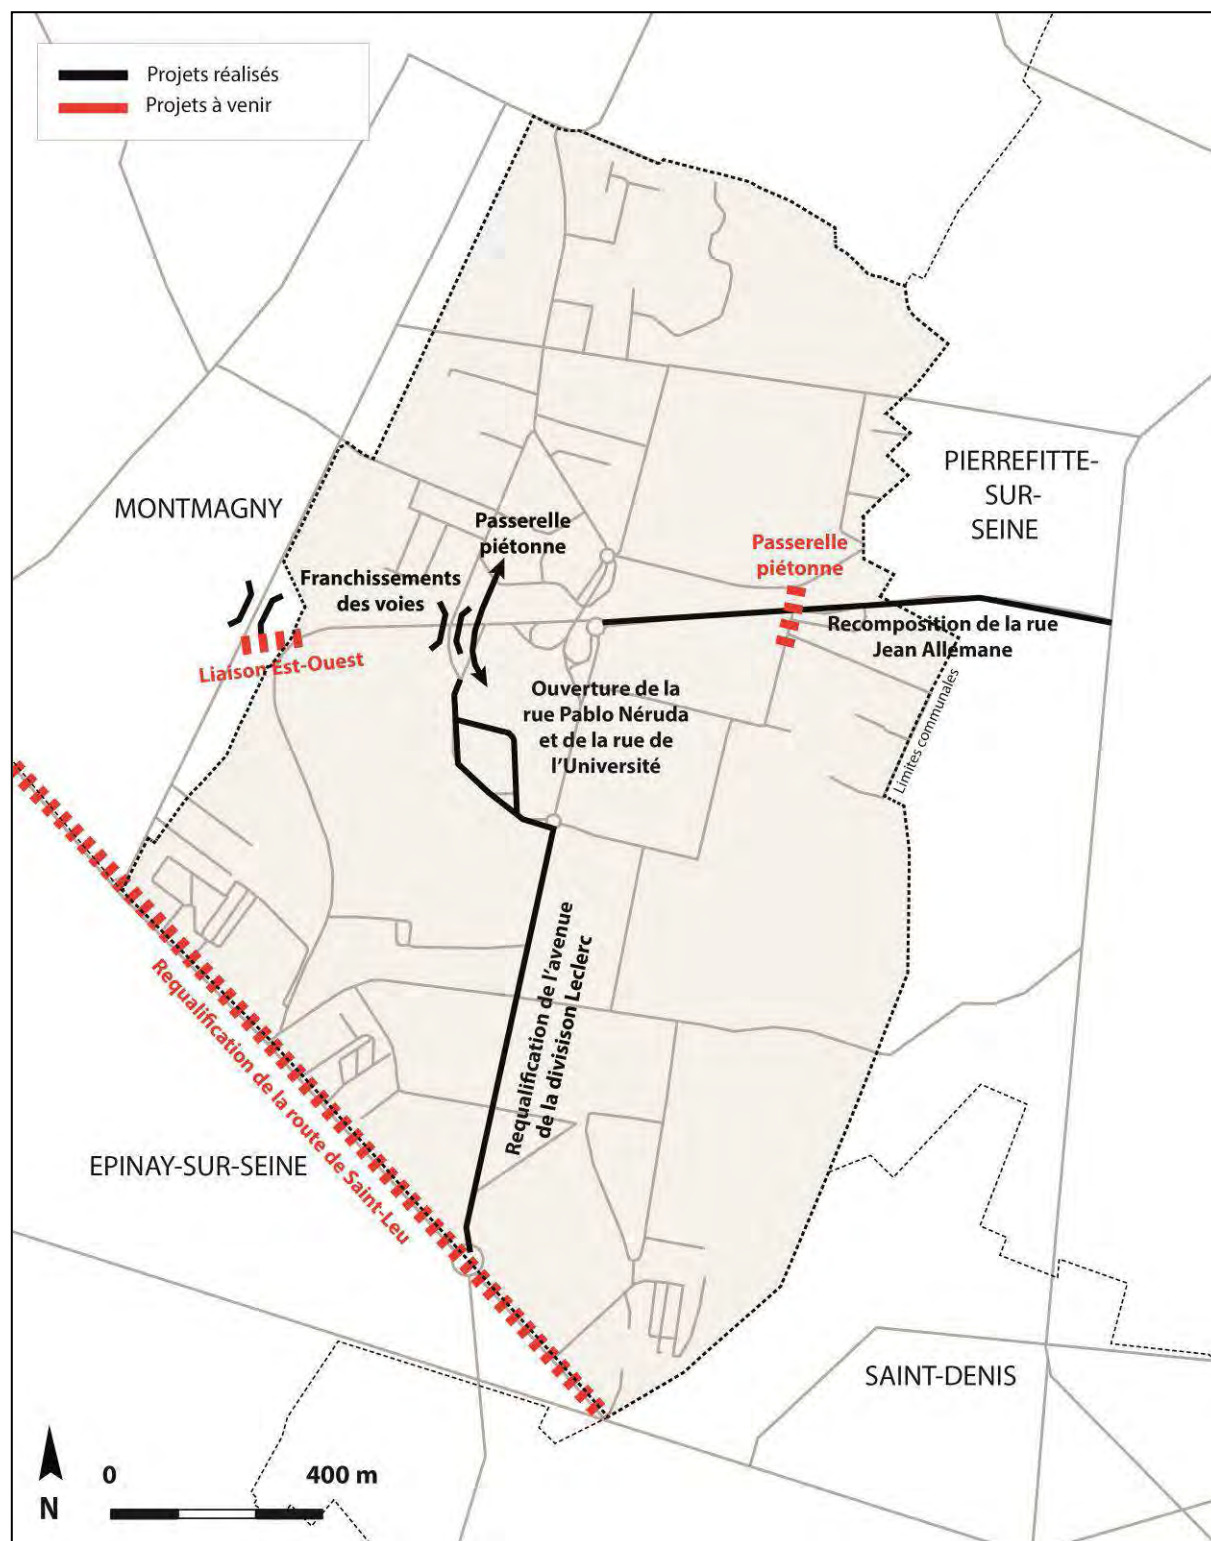 Projets réalisés
Projets à venir
MONTMAGNY
PIERREFITTE-
SUR-
SEINE
Passerelle
piétonne
Passerelle
piétonne
Franchissements
des voies
Liaison Est-Ouest
Recomposition de la rue
Jean Allemane
Ouverture de la
rue Pablo Néruda
et de la rue de
l'Université
Limites communales
Requalification de l'avenue
de la divisison Leclerc
Requalification de la route de Saint-Leu
EPINAY-SUR-SEINE
SAINT-DENIS
N
0
400 m